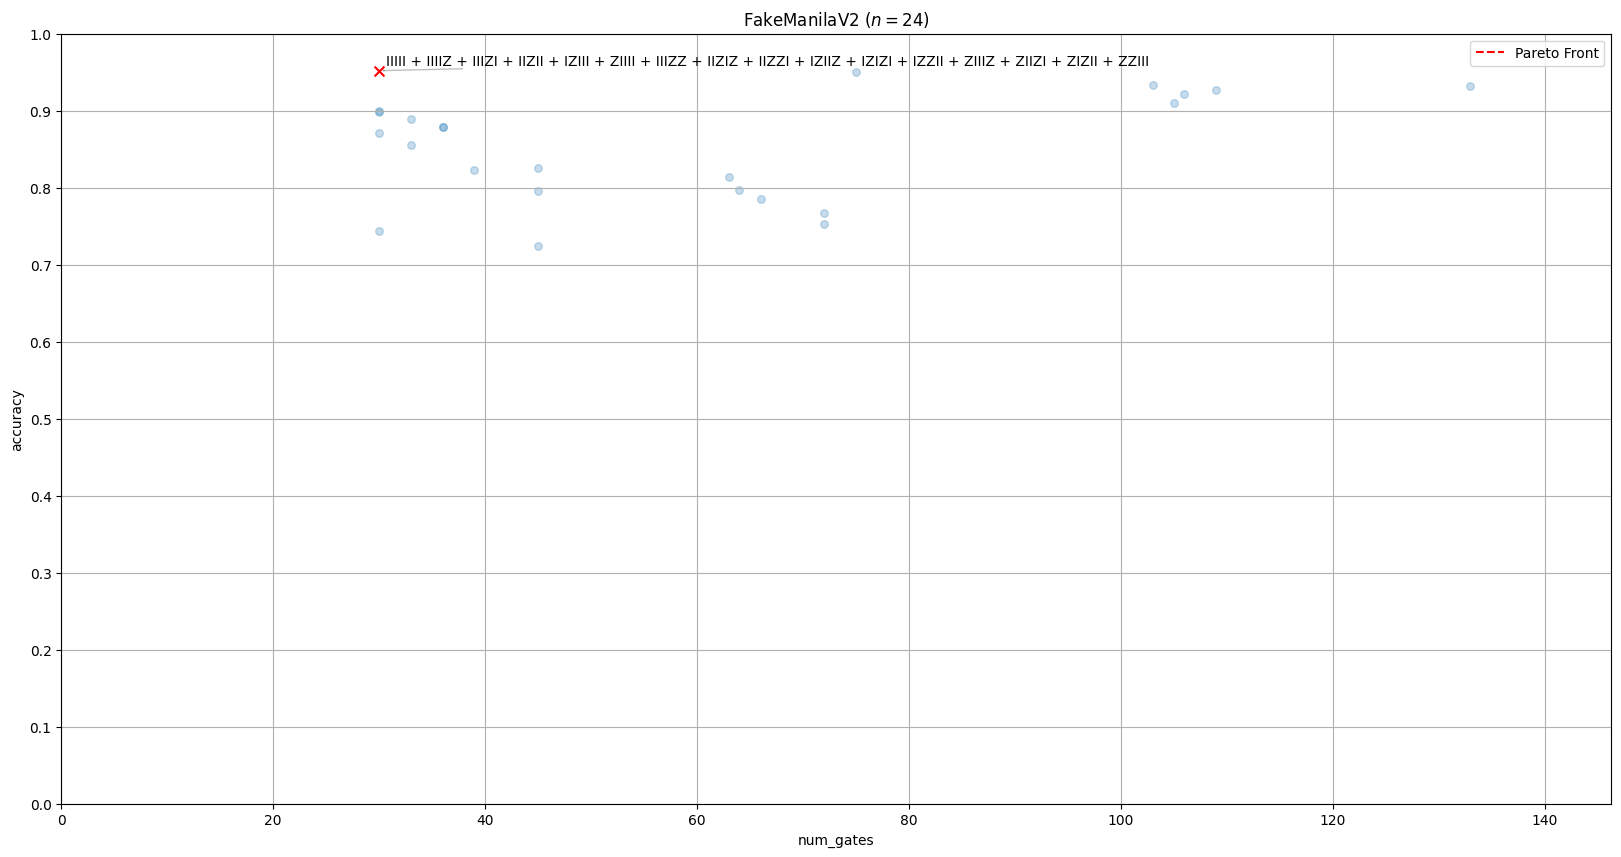 FakeManilaV2 (n = 24)
1.0
IIIII + IIIIZ + IIIZI + IIZII + IZIII + ZIIII + IIIZZ + IIZIZ + IIZZI + IZIIZ + IZIZI + IZZII + ZIIIZ + ZIIZI + ZIZII + ZZIII
Pareto Front
0.9
0.8
0.7
0.6
0.5
0.4
0.3
0.2
0.1
0.0
accuracy
0 20 40 60 80 100 120 140
num_gates